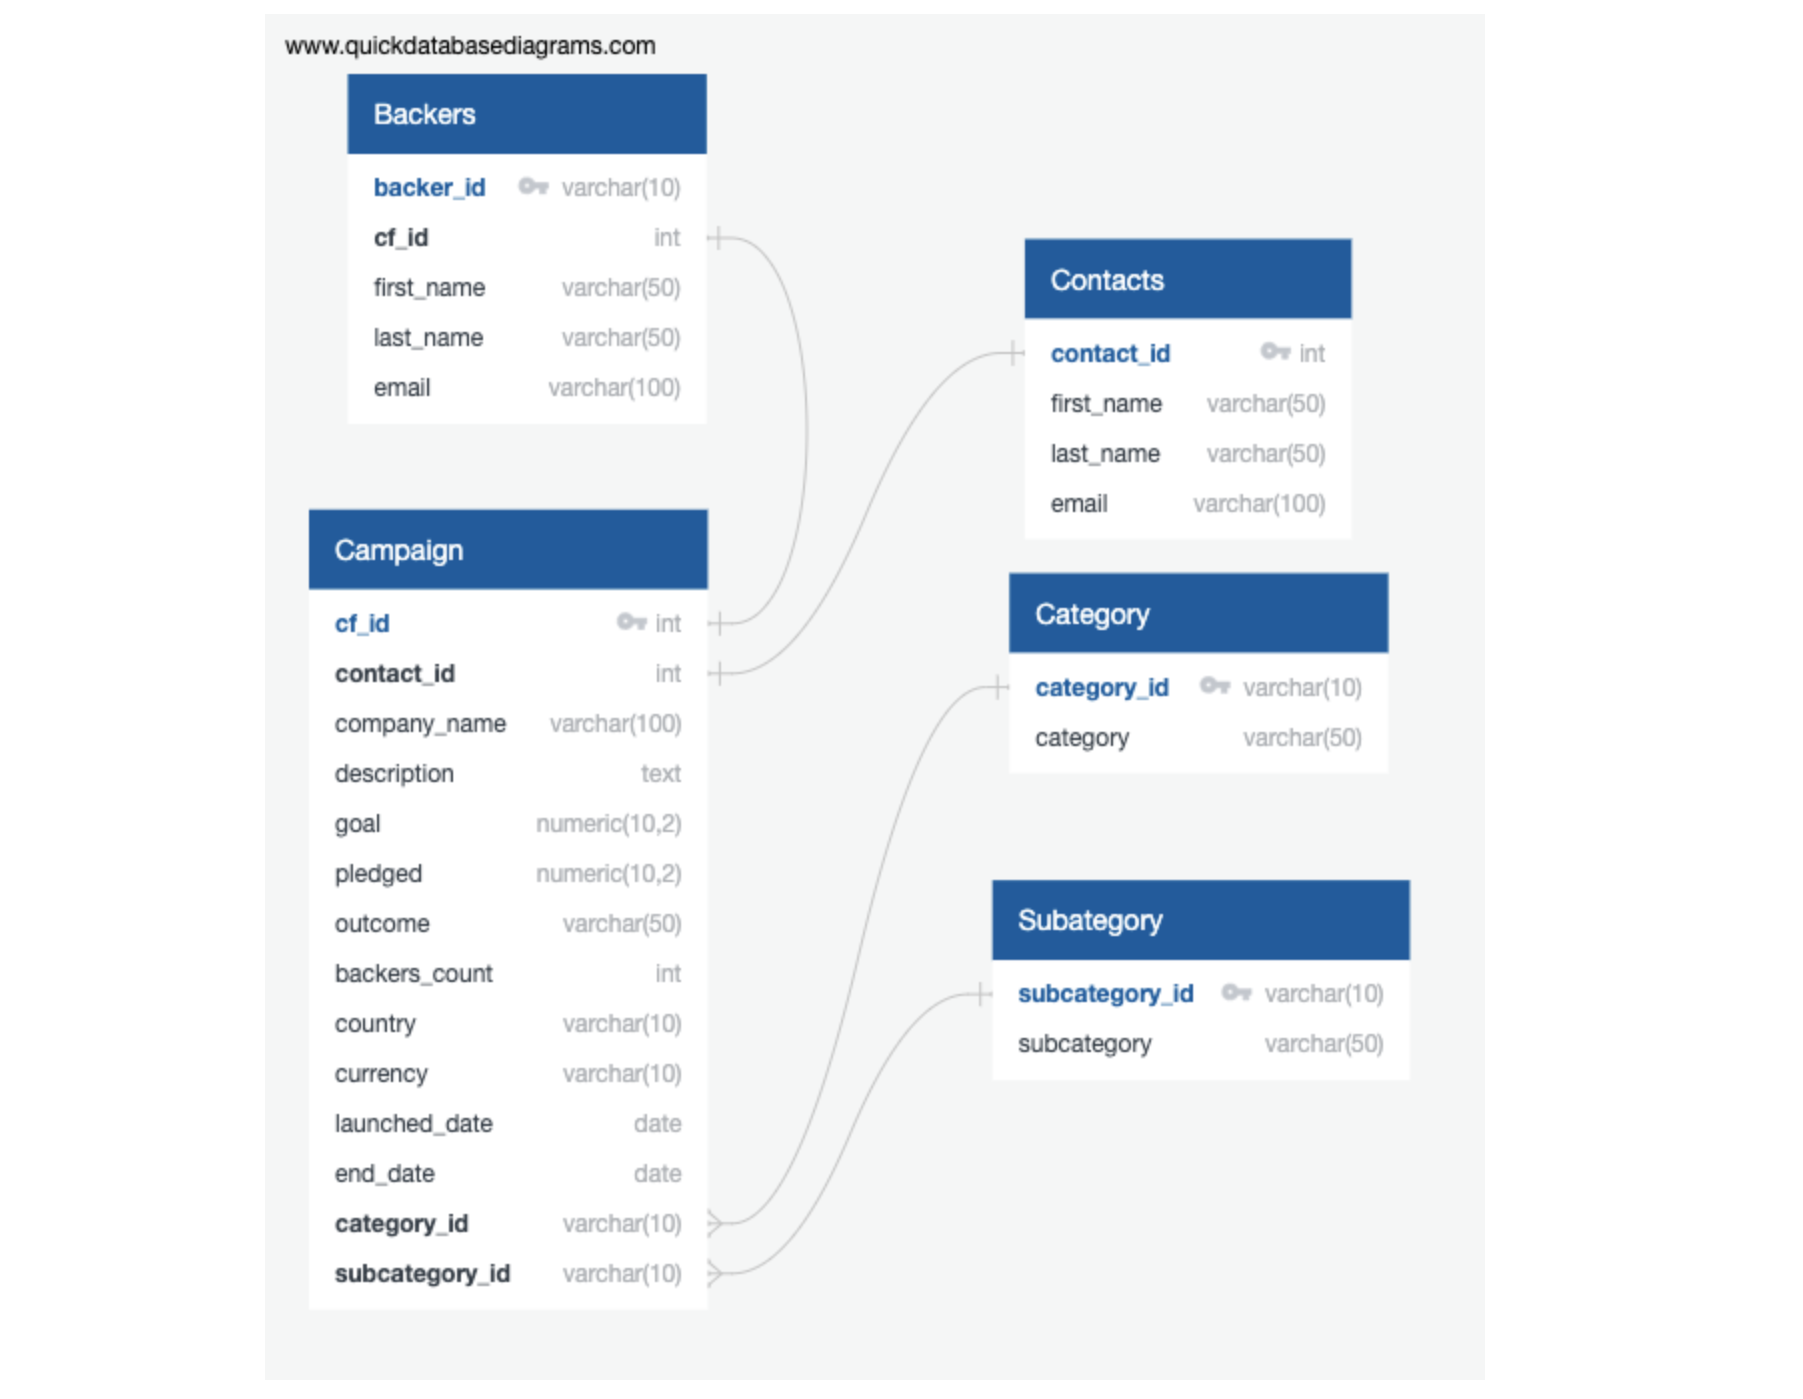 www.quickdatabasediagrams.com
Backers
backer_id varchar(10)
cf_id int
first_name varchar(50)
last_name varchar(50)
email varchar(100)
Contacts
contact_id int
first_name varchar(50)
last_name varchar(50)
email varchar(100)
Campaign
cf_id int
contact_id int
company_name varchar(100)
description text
goal numeric(10,2)
pledged numeric(10,2)
outcome varchar(50)
backers_count int
country varchar(10)
currency varchar(10)
launched_date date
end_date date
category_id varchar(10)
subcategory_id varchar(10)
Category
category_id varchar(10)
category varchar(50)
Subategory
subcategory_id varchar(10)
subcategory varchar(50)